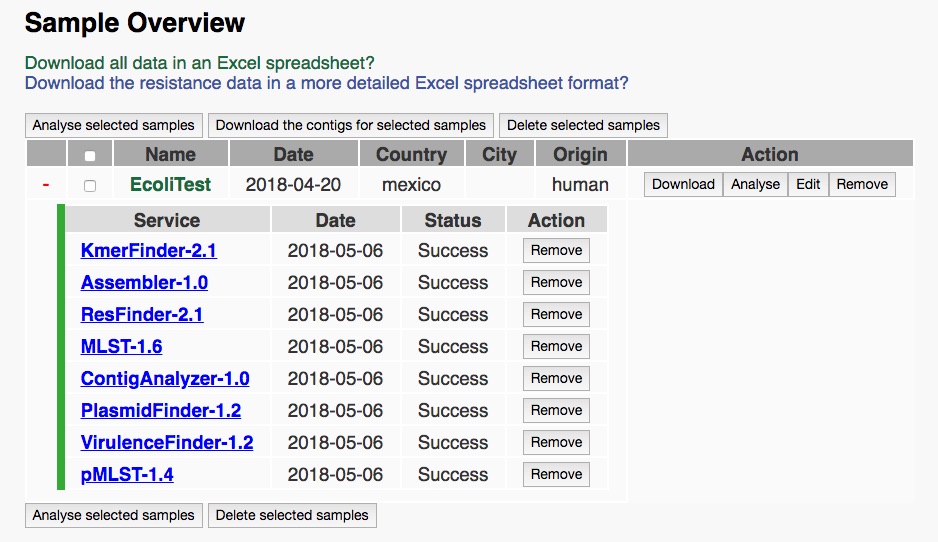 Sample Overview
Download all data in an Excel spreadsheet?
Download the resistance data in a more detailed Excel spreadsheet format?
Analyse selected samples Download the contigs for selected samples Delete selected samples
Name Date Country City Origin Action
- EcoliTest 2018-04-20 mexico human Download Analyse Edit Remove
Service Date Status Action
KmerFinder-2.1 2018-05-06 Success Remove
Assembler-1.0 2018-05-06 Success Remove
ResFinder-2.1 2018-05-06 Success Remove
MLST-1.6 2018-05-06 Success Remove
ContigAnalyzer-1.0 2018-05-06 Success Remove
PlasmidFinder-1.2 2018-05-06 Success Remove
VirulenceFinder-1.2 2018-05-06 Success Remove
pMLST-1.4 2018-05-06 Success Remove
Analyse selected samples Delete selected samples